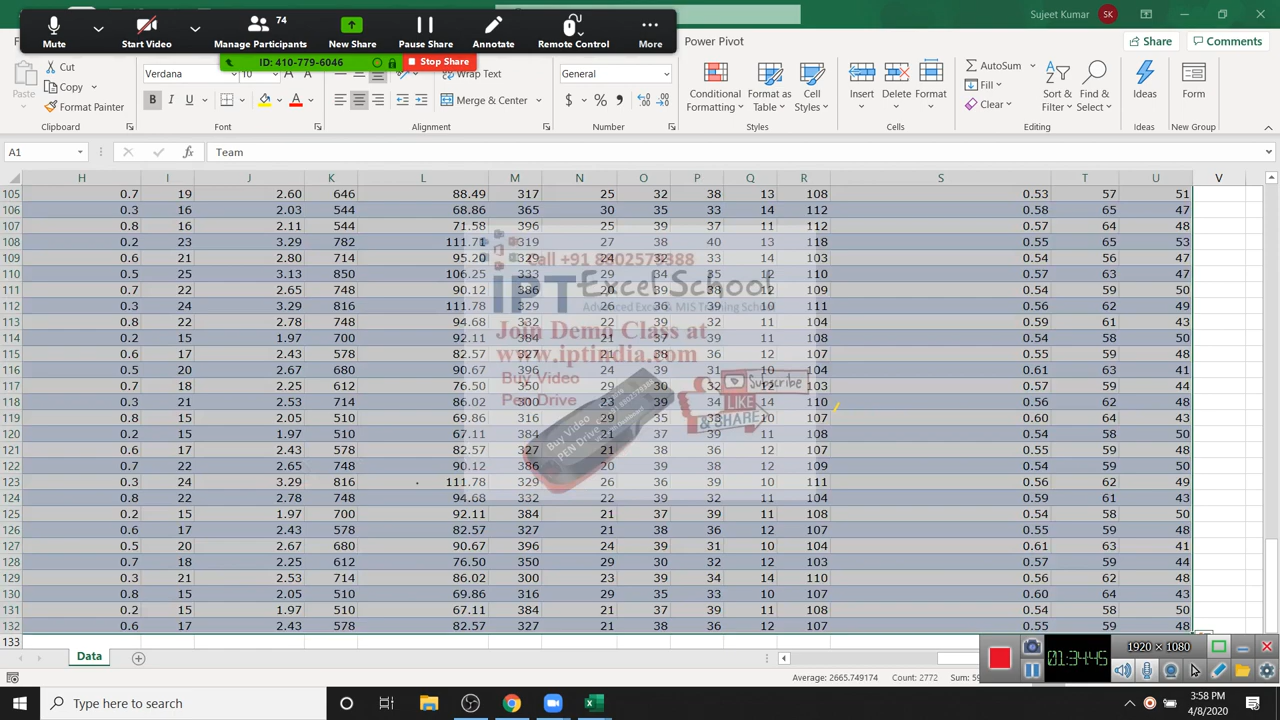 Sujeet Kumar SK
Mute Start Video 74 Manage Participants New Share Pause Share Annotate Remote Control More
ID: 410-779-6046 Stop Share
Power Pivot Share Comments
Paste Cut Copy Format Painter
Verdana 10 B I U
Wrap Text Merge & Center
General $ % ,
Conditional Formatting Format as Table Cell Styles Insert Delete Format
AutoSum Fill Clear Sort & Filter Find & Select Ideas Form
Clipboard Font Alignment Number Styles Cells Editing Ideas New Group
A1 fx Team
H I J K L M N O P Q R S T U V
105 0.7 19 2.60 646 88.49 317 25 32 38 13 108 0.53 57 51
106 0.3 16 2.03 544 68.86 365 30 35 33 14 112 0.58 65 47
107 0.8 16 2.11 544 71.58 396 25 39 37 11 112 0.57 64 48
108 0.2 23 3.29 782 111.71 319 27 38 40 13 118 0.55 65 53
109 0.6 21 2.80 714 95.20 329 24 32 103 0.54 56 47
110 0.5 25 3.13 850 106.25 333 29 34 35 12 110 0.57 63 47
111 0.7 22 2.65 748 90.12 386 20 39 38 12 109 0.55 59 50
112 0.3 24 3.29 816 111.78 329 26 36 39 10 111 0.56 62 49
113 0.8 22 2.78 748 94.68 332 22 39 32 11 104 0.59 61 43
114 0.2 15 1.97 700 92.11 384 21 37 39 11 108 0.54 58 50
115 0.6 17 2.43 578 82.57 327 21 38 36 12 107 0.55 59 48
116 0.5 20 2.67 680 90.67 396 24 39 31 10 104 0.61 63 41
117 0.7 18 2.25 612 76.50 350 29 30 32 12 103 0.57 59 44
118 0.3 21 2.53 714 86.02 300 23 39 34 14 110 0.56 62 48
119 0.8 15 2.05 510 69.86 316 29 35 33 10 107 0.60 64 43
120 0.2 15 1.97 510 67.11 384 21 37 39 11 108 0.54 58 50
121 0.6 17 2.43 578 82.57 327 21 38 36 12 107 0.55 59 48
122 0.7 22 2.65 748 90.12 386 20 39 38 12 109 0.55 59 50
123 0.3 24 3.29 816 111.78 329 26 36 39 10 111 0.56 62 49
124 0.8 22 2.78 748 94.68 332 22 39 32 11 104 0.59 61 43
125 0.2 15 1.97 700 92.11 384 21 37 39 11 108 0.54 58 50
126 0.6 17 2.43 578 82.57 327 21 38 36 12 107 0.55 59 48
127 0.5 20 2.67 680 90.67 396 24 39 31 10 104 0.61 63 41
128 0.7 18 2.25 612 76.50 350 29 30 32 12 103 0.57 59 44
129 0.3 21 2.53 714 86.02 300 23 39 34 14 110 0.56 62 48
130 0.8 15 2.05 510 69.86 316 29 35 33 10 107 0.60 64 43
131 0.2 15 1.97 510 67.11 384 21 37 39 11 108 0.54 58 50
132 0.6 17 2.43 578 82.57 327 21 38 36 12 107 0.55 59 48
133
iPT Excel School
Advanced Excel & MIS Training School
Join Demo Class at
www.iptindia.com
Buy Video
Pen Drive
Subscribe
LIKE
& SHARE
Buy Video
PEN Drive
Data
Average: 2665.749174 Count: 2772
01:34:45 1920 × 1080
Type here to search
3:58 PM
4/8/2020